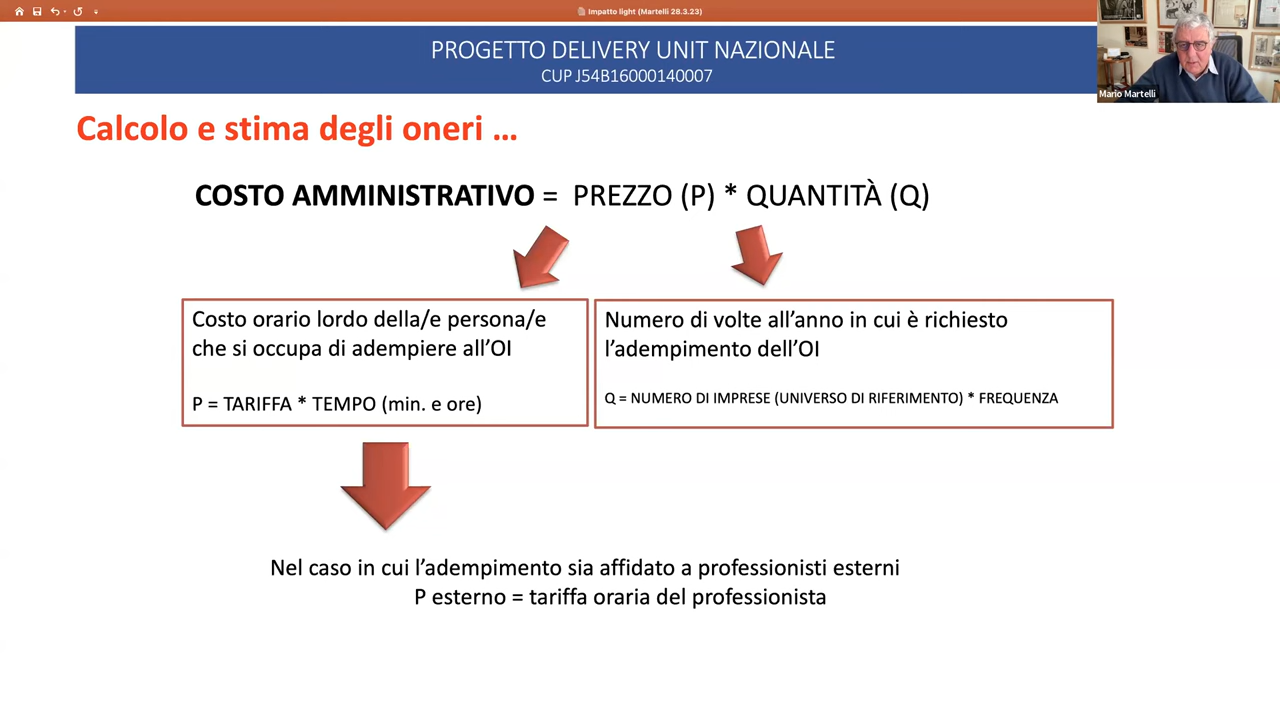 Impatto light (Martelli 28.3.23)
PROGETTO DELIVERY UNIT NAZIONALE
CUP J54B16000140007
Mario Martelli
Calcolo e stima degli oneri ...
COSTO AMMINISTRATIVO = PREZZO (P) * QUANTITÀ (Q)
Costo orario lordo della/e persona/e
che si occupa di adempiere all’OI
P = TARIFFA * TEMPO (min. e ore)
Numero di volte all’anno in cui è richiesto
l’adempimento dell’OI
Q = NUMERO DI IMPRESE (UNIVERSO DI RIFERIMENTO) * FREQUENZA
Nel caso in cui l’adempimento sia affidato a professionisti esterni
P esterno = tariffa oraria del professionista